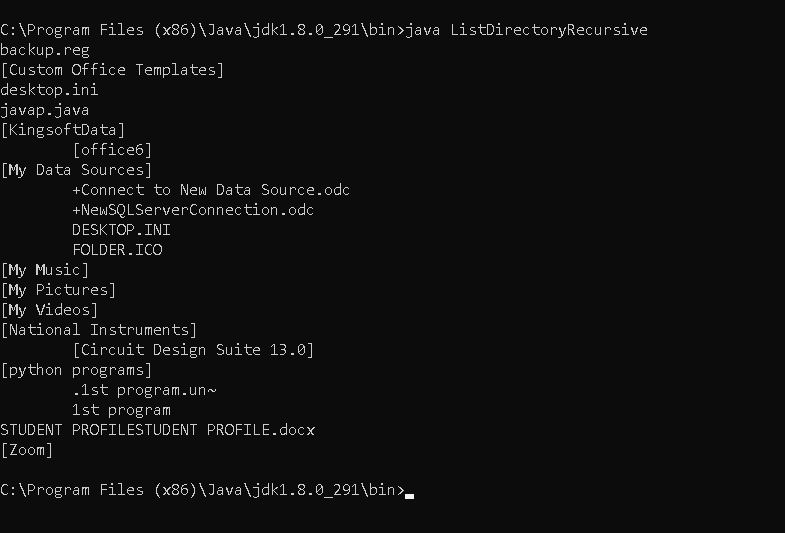 C:\Program Files (x86)\Java\jdk1.8.0_291\bin>java ListDirectoryRecursive
backup.reg
[Custom Office Templates]
desktop.ini
javap.java
[KingsoftData]
        [office6]
[My Data Sources]
        +Connect to New Data Source.odc
        +NewSQLServerConnection.odc
        DESKTOP.INI
        FOLDER.ICO
[My Music]
[My Pictures]
[My Videos]
[National Instruments]
        [Circuit Design Suite 13.0]
[python programs]
        .1st program.un~
        1st program
STUDENT PROFILESTUDENT PROFILE.docx
[Zoom]
C:\Program Files (x86)\Java\jdk1.8.0_291\bin>